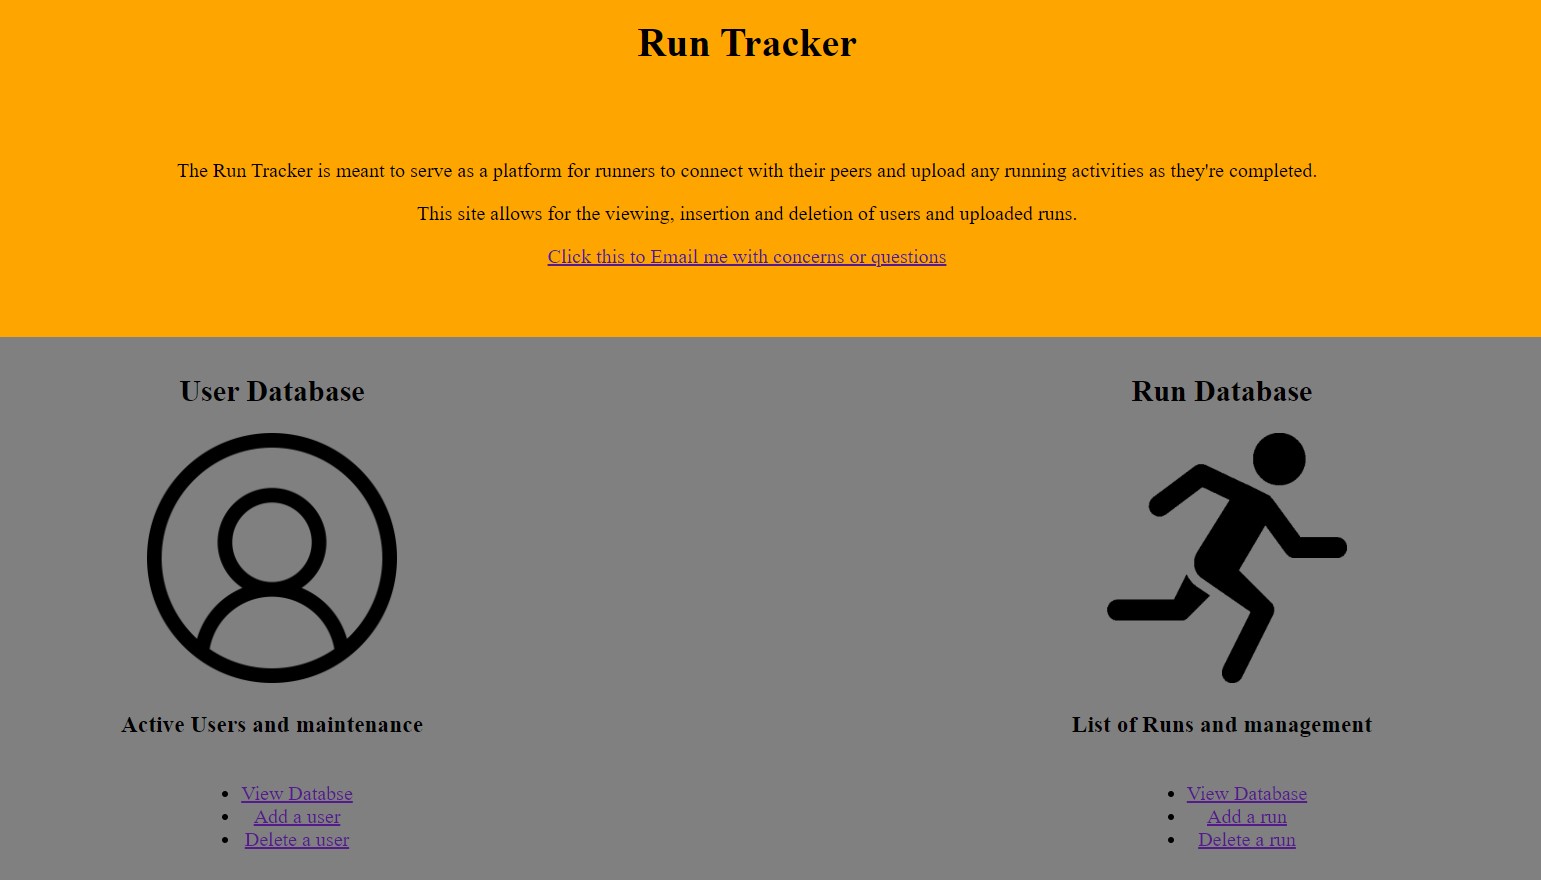 Run Tracker
The Run Tracker is meant to serve as a platform for runners to connect with their peers and upload any running activities as they're completed.
This site allows for the viewing, insertion and deletion of users and uploaded runs.
Click this to Email me with concerns or questions
User Database
Active Users and maintenance
View Databse
Add a user
Delete a user
Run Database
List of Runs and management
View Database
Add a run
Delete a run